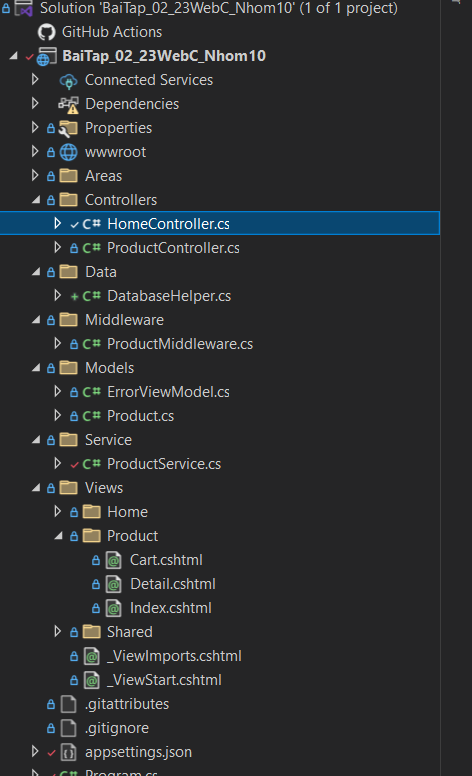 Solution 'BaiTap_02_23WebC_Nhom10' (1 of 1 project)
GitHub Actions
BaiTap_02_23WebC_Nhom10
Connected Services
Dependencies
Properties
wwwroot
Areas
Controllers
C# HomeController.cs
C# ProductController.cs
Data
C# DatabaseHelper.cs
Middleware
C# ProductMiddleware.cs
Models
C# ErrorViewModel.cs
C# Product.cs
Service
C# ProductService.cs
Views
Home
Product
Cart.cshtml
Detail.cshtml
Index.cshtml
Shared
_ViewImports.cshtml
_ViewStart.cshtml
.gitattributes
.gitignore
appsettings.json
C# Program.cs